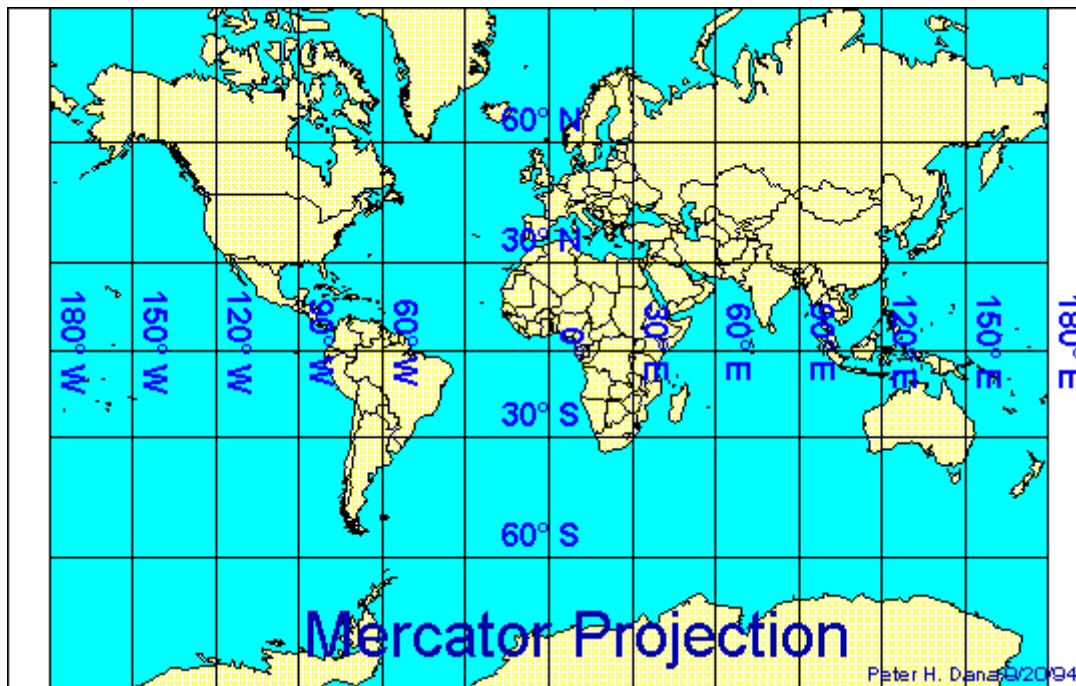 60° N
30° N
180° W
150° W
120° W
90° W
60° W
0°
30° E
60° E
90° E
120° E
150° E
180° W
30° S
60° S
Mercator Projection
Peter H. Dana 9/20/94